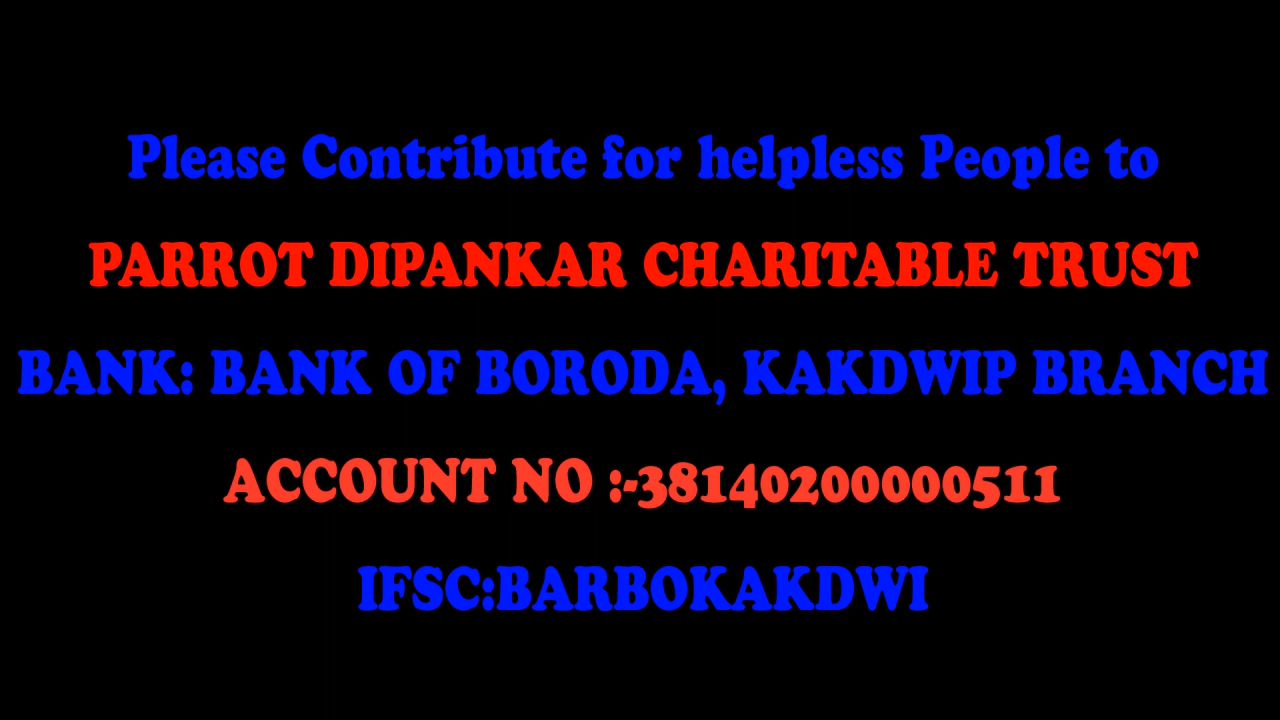 Please Contribute for helpless People to
PARROT DIPANKAR CHARITABLE TRUST
BANK: BANK OF BORODA, KAKDWIP BRANCH
ACCOUNT NO :-38140200000511
IFSC:BARBOKAKDWI